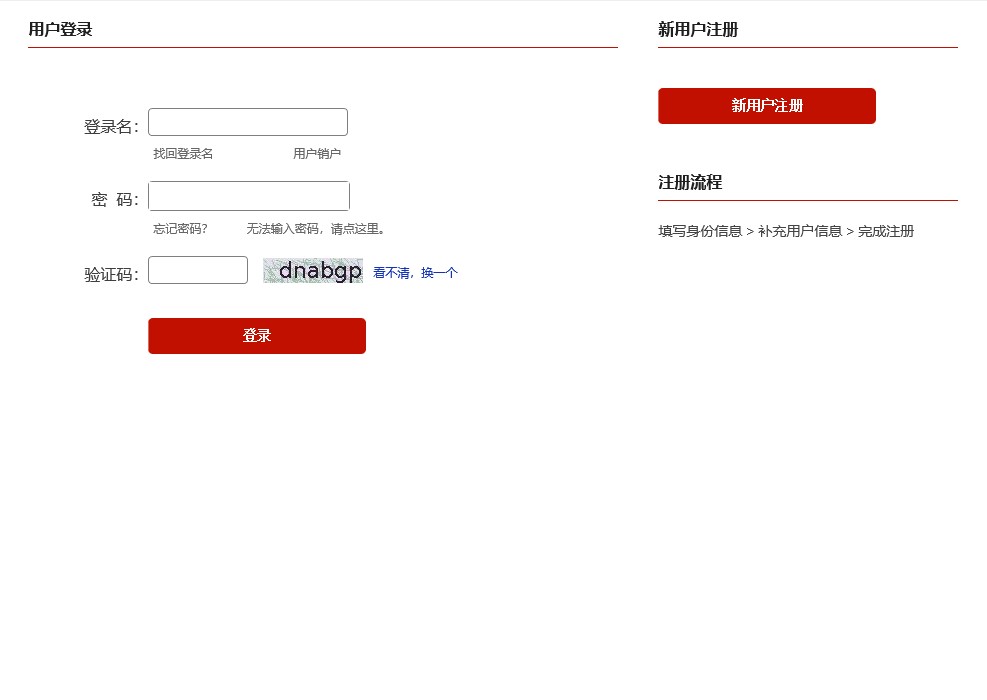 用户登录
登录名:
找回登录名 用户销户
密 码:
忘记密码? 无法输入密码，请点这里。
验证码: dnabgp 看不清，换一个
登录
新用户注册
新用户注册
注册流程
填写身份信息 > 补充用户信息 > 完成注册